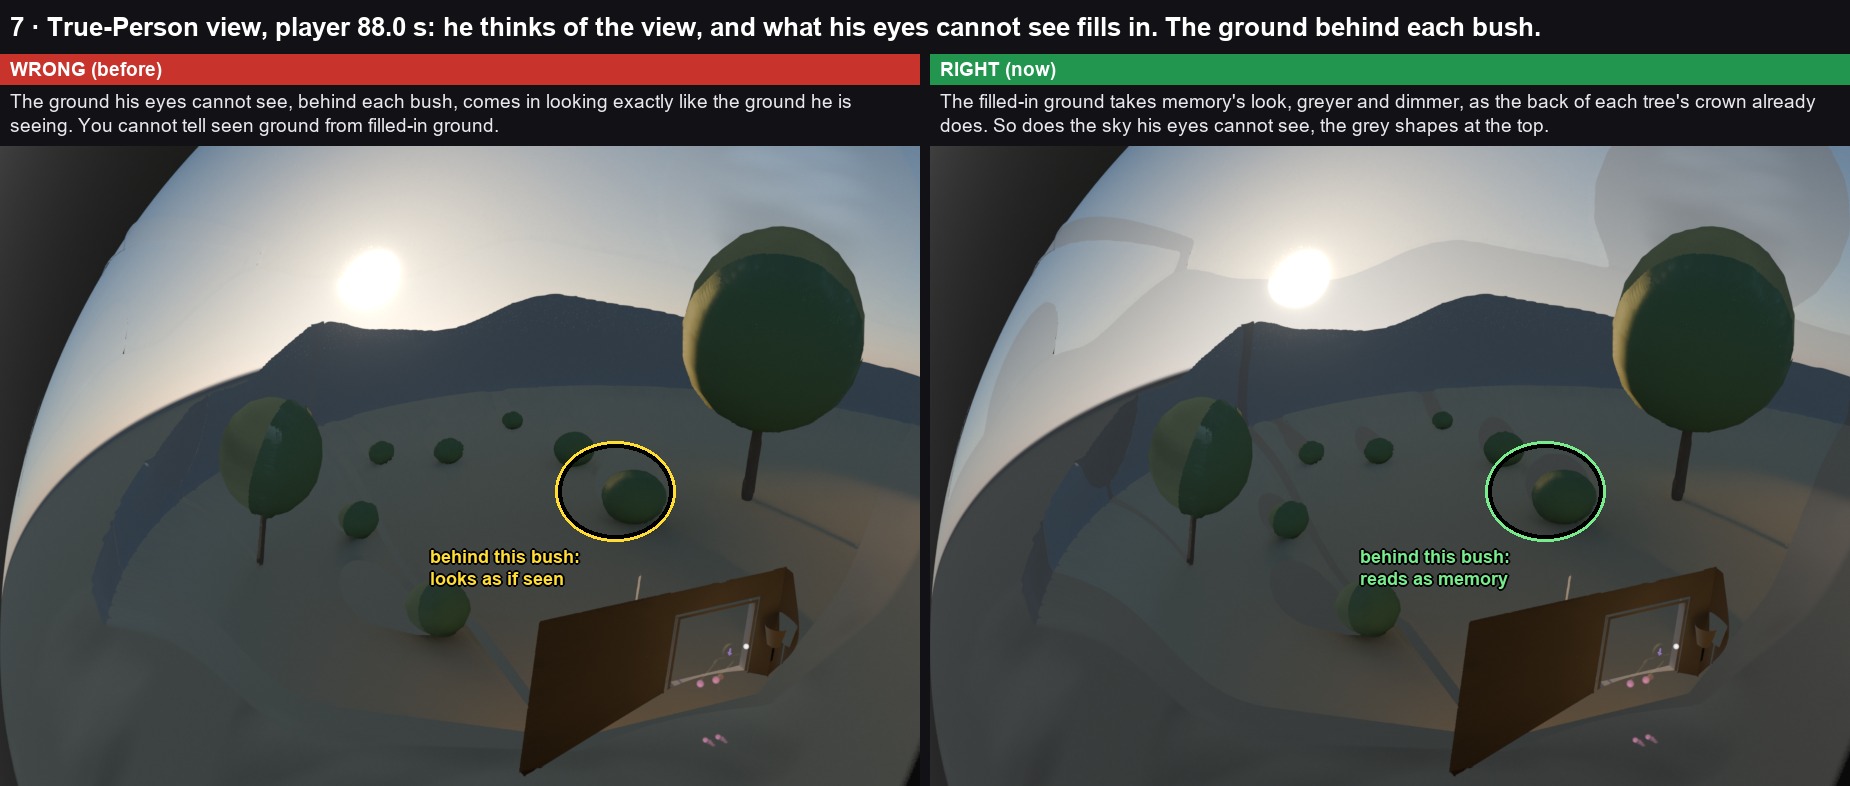 7 · True-Person view, player 88.0 s: he thinks of the view, and what his eyes cannot see fills in. The ground behind each bush.
WRONG (before)
The ground his eyes cannot see, behind each bush, comes in looking exactly like the ground he is
seeing. You cannot tell seen ground from filled-in ground.
behind this bush:
looks as if seen
RIGHT (now)
The filled-in ground takes memory's look, greyer and dimmer, as the back of each tree's crown already
does. So does the sky his eyes cannot see, the grey shapes at the top.
behind this bush:
reads as memory